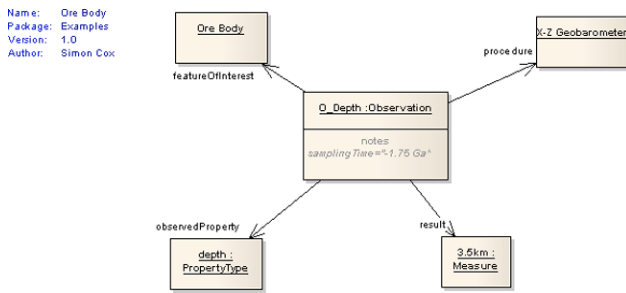 Name: Ore Body
Package: Examples
Version: 1.0
Author: Simon Cox
Ore Body
X-Z Geobarometer
procedure
featureOfInterest
O_Depth :Observation
notes
samplingTime="-1.75 Ga"
observedProperty
result
depth :
PropertyType
3.5km :
Measure